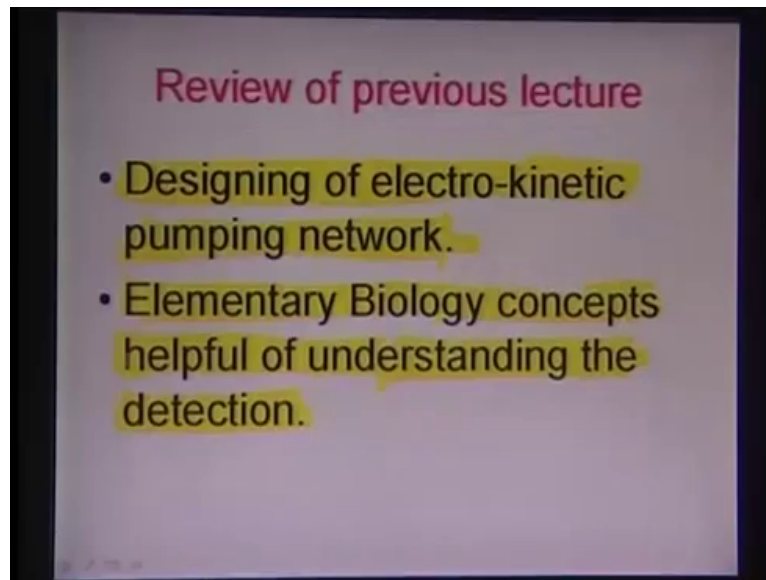 Review of previous lecture
• Designing of electro-kinetic
pumping network.
• Elementary Biology concepts
helpful of understanding the
detection.